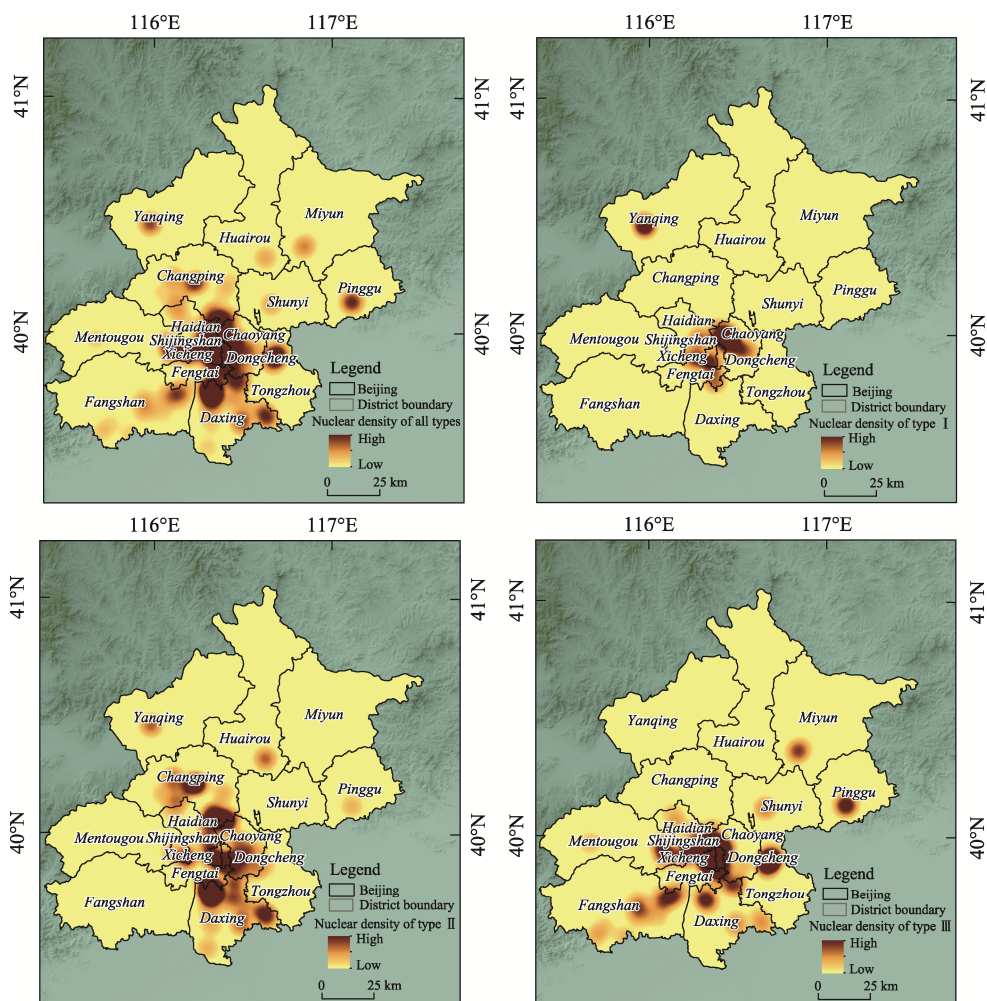 116°E
117°E
41°N
40°N
Yanqing
Miyun
Huairou
Changping
Pinggu
Shunyi
Haidian
Mentougou
Shijingshan
Chaoyang
Xicheng
Dongcheng
Fengtai
Tongzhou
Fangshan
Daxing
Legend
Beijing
District boundary
Nuclear density of all types
High
Low
0 25 km
116°E
117°E
41°N
41°N
40°N
40°N
Yanqing
Miyun
Huairou
Changping
Pinggu
Shunyi
Haidian
Mentougou
Shijingshan
Chaoyang
Xicheng
Dongcheng
Fengtai
Tongzhou
Fangshan
Daxing
Legend
Beijing
District boundary
Nuclear density of type Ⅰ
High
Low
0 25 km
116°E
117°E
41°N
40°N
Yanqing
Miyun
Huairou
Changping
Pinggu
Shunyi
Haidian
Mentougou
Shijingshan
Chaoyang
Xicheng
Dongcheng
Fengtai
Tongzhou
Fangshan
Daxing
Legend
Beijing
District boundary
Nuclear density of type Ⅱ
High
Low
0 25 km
116°E
117°E
41°N
41°N
40°N
40°N
Yanqing
Miyun
Huairou
Changping
Pinggu
Shunyi
Haidian
Mentougou
Shijingshan
Chaoyang
Xicheng
Dongcheng
Fengtai
Tongzhou
Fangshan
Daxing
Legend
Beijing
District boundary
Nuclear density of type Ⅲ
High
Low
0 25 km